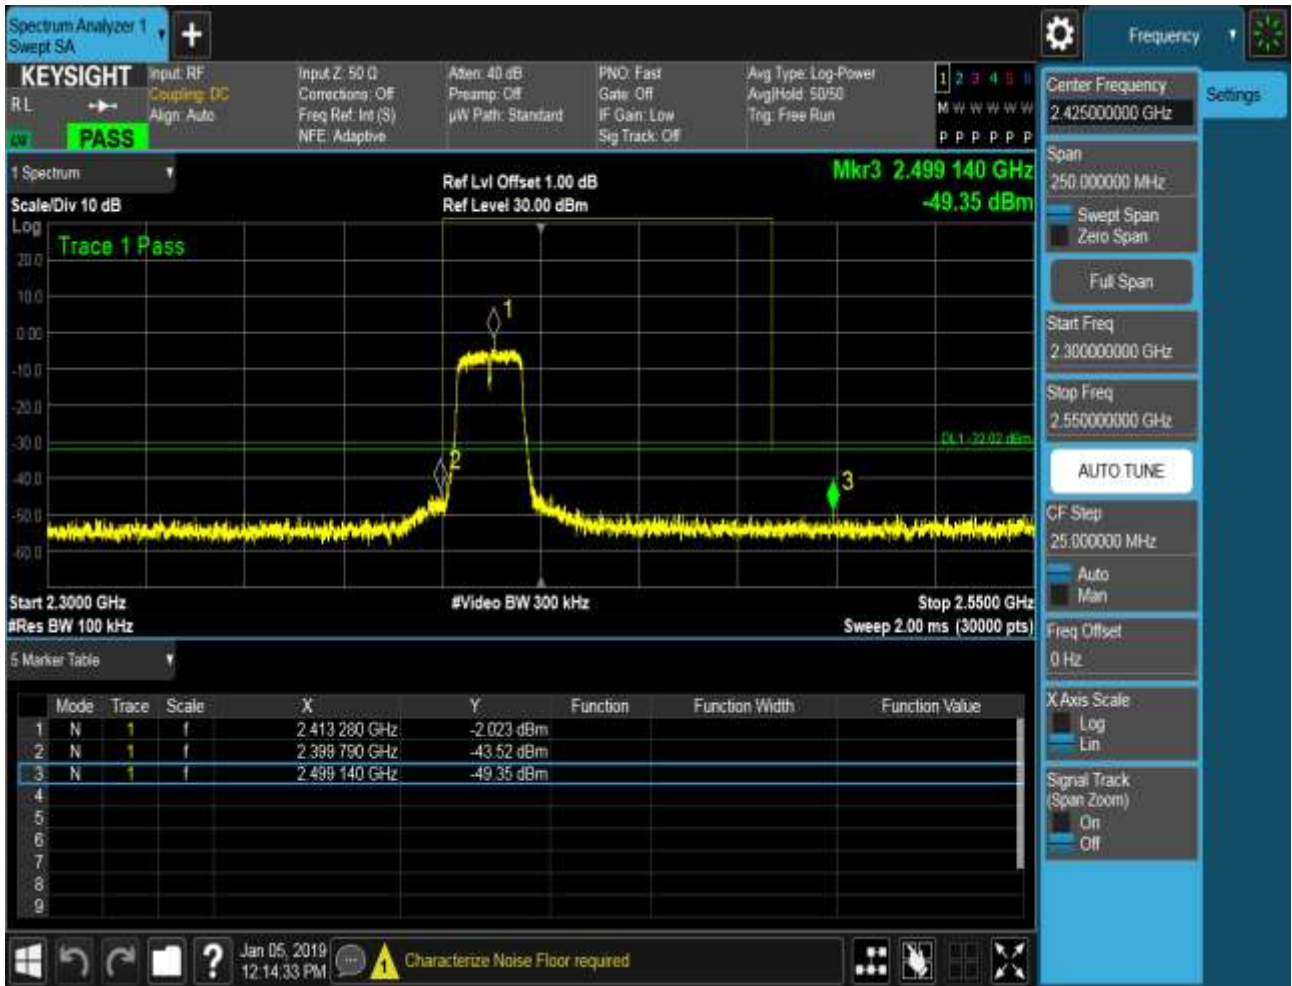 Spectrum Analyzer 1
Swept SA
Frequency
KEYSIGHT
R L
PASS
Input: RF
Coupling: DC
Align: Auto
Input Z: 50 Ω
Corrections: Off
Freq Ref: Int (S)
NFE: Adaptive
Atten: 40 dB
Preamp: Off
µW Path: Standard
PNO: Fast
Gate: Off
IF Gain: Low
Sig Track: Off
Avg Type: Log-Power
Avg|Hold: 50/50
Trig: Free Run
1 2 3 4 5 6
M W W W W W
P P P P P P
1 Spectrum
Scale/Div 10 dB
Ref Lvl Offset 1.00 dB
Ref Level 30.00 dBm
Mkr3 2.499 140 GHz
-49.35 dBm
Log
Trace 1 Pass
20.0
10.0
0.00
-10.0
-20.0
-30.0
-40.0
-50.0
-60.0
1
2
3
DL1 -32.02 dBm
Start 2.3000 GHz
#Video BW 300 kHz
Stop 2.5500 GHz
#Res BW 100 kHz
Sweep 2.00 ms (30000 pts)
5 Marker Table
Mode Trace Scale X Y Function Function Width Function Value
1 N 1 f 2.413 280 GHz -2.023 dBm
2 N 1 f 2.399 790 GHz -43.52 dBm
3 N 1 f 2.499 140 GHz -49.35 dBm
4
5
6
7
8
9
Jan 05, 2019
12:14:33 PM
1
Characterize Noise Floor required
Settings
Center Frequency
2.425000000 GHz
Span
250.000000 MHz
Swept Span
Zero Span
Full Span
Start Freq
2.300000000 GHz
Stop Freq
2.550000000 GHz
AUTO TUNE
CF Step
25.000000 MHz
Auto
Man
Freq Offset
0 Hz
X Axis Scale
Log
Lin
Signal Track
(Span Zoom)
On
Off